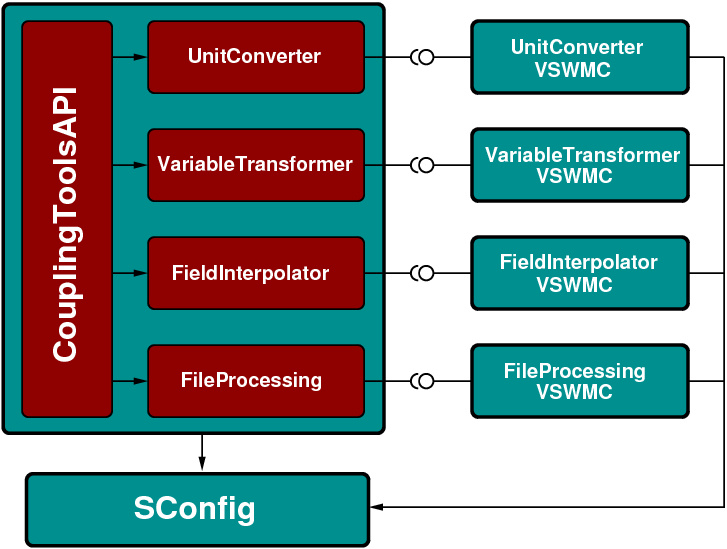 CouplingToolsAPI
UnitConverter
VariableTransformer
FieldInterpolator
FileProcessing
UnitConverter
VSWMC
VariableTransformer
VSWMC
FieldInterpolator
VSWMC
FileProcessing
VSWMC
SConfig